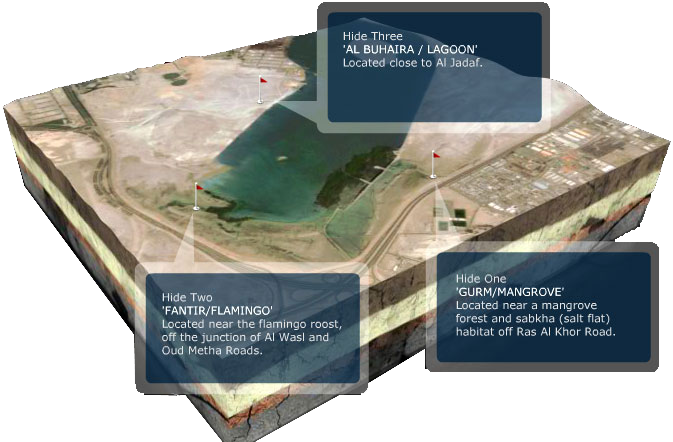 Hide Three
'AL BUHAIRA / LAGOON'
Located close to Al Jadaf.
Hide Two
'FANTIR/FLAMINGO'
Located near the flamingo roost,
off the junction of Al Wasl and
Oud Metha Roads.
Hide One
'GURM/MANGROVE'
Located near a mangrove
forest and sabkha (salt flat)
habitat off Ras Al Khor Road.